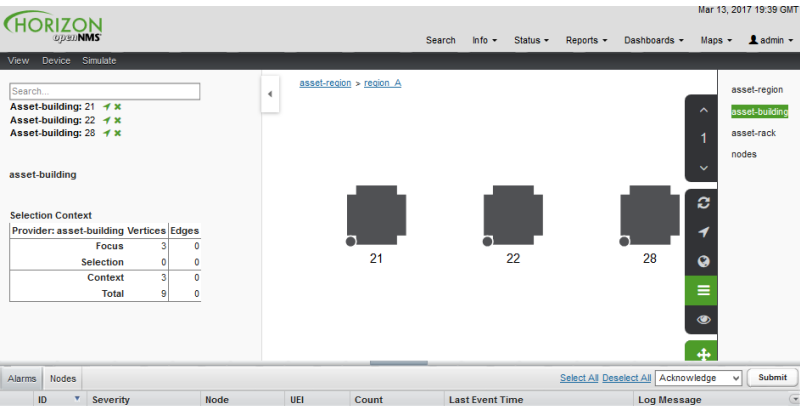 Mar 13, 2017 19:39 GMT
HORIZON
openNMS
Search Info Status Reports Dashboards Maps admin
View Device Simulate
Search...
Asset-building: 21
Asset-building: 22
Asset-building: 28
asset-building
Selection Context
Provider: asset-building Vertices Edges
Focus 3 0
Selection 0 0
Context 3 0
Total 9 0
asset-region > region_A
21 22 28
1
asset-region
asset-building
asset-rack
nodes
Alarms Nodes
Select All Deselect All Acknowledge Submit
ID Severity Node UEI Count Last Event Time Log Message